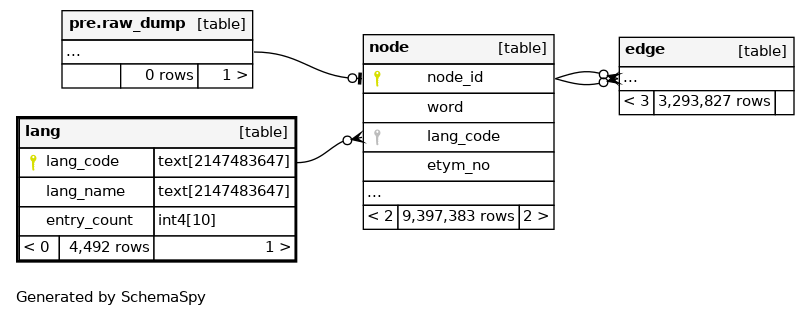 pre.raw_dump [table]
...
0 rows 1 >
node [table]
node_id
word
lang_code
etym_no
...
< 2 9,397,383 rows 2 >
edge [table]
...
< 3 3,293,827 rows
lang [table]
lang_code text[2147483647]
lang_name text[2147483647]
entry_count int4[10]
< 0 4,492 rows 1 >
Generated by SchemaSpy